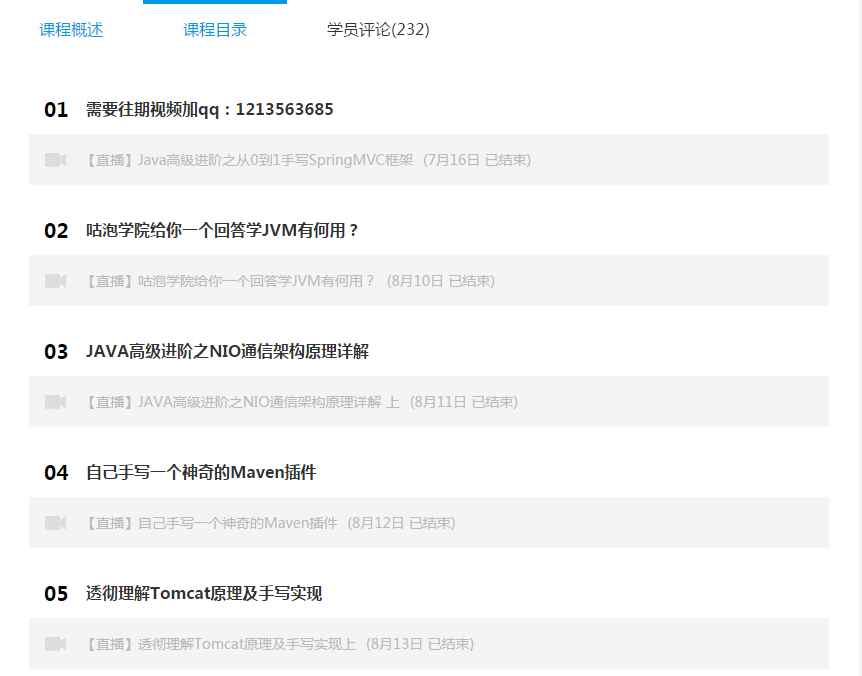 课程概述 课程目录 学员评论(232)
01 需要往期视频加qq：1213563685
【直播】Java高级进阶之从0到1手写SpringMVC框架 (7月16日 已结束)
02 咕泡学院给你一个回答学JVM有何用？
【直播】咕泡学院给你一个回答学JVM有何用？ (8月10日 已结束)
03 JAVA高级进阶之NIO通信架构原理详解
【直播】JAVA高级进阶之NIO通信架构原理详解 上 (8月11日 已结束)
04 自己手写一个神奇的Maven插件
【直播】自己手写一个神奇的Maven插件 (8月12日 已结束)
05 透彻理解Tomcat原理及手写实现
【直播】透彻理解Tomcat原理及手写实现上 (8月13日 已结束)